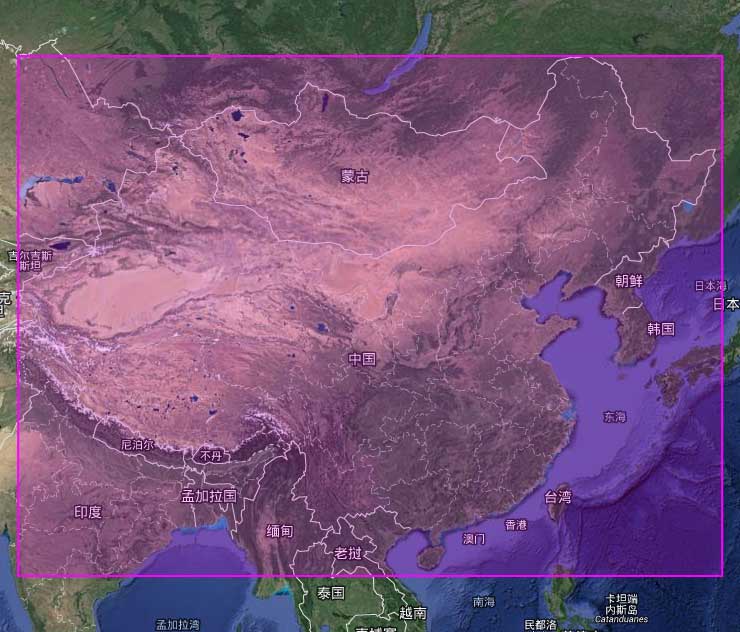 蒙古
吉尔吉斯
斯坦
朝鲜
日本海
克
日本
韩国
中国
东海
尼泊尔
不丹
孟加拉国
台湾
印度
香港
缅甸
澳门
老挝
泰国
南海
卡坦端
内斯岛
Catanduanes
越南
孟加拉湾
民都洛